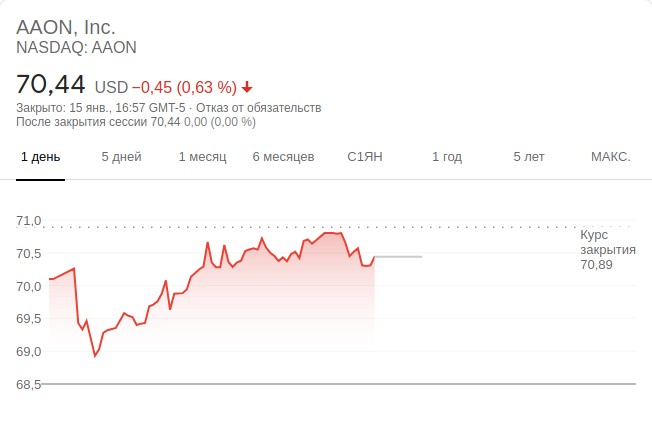 AAON, Inc.
NASDAQ: AAON
70,44 USD −0,45 (0,63 %)
Закрыто: 15 янв., 16:57 GMT-5 · Отказ от обязательств
После закрытия сессии 70,44 0,00 (0,00 %)
1 день 5 дней 1 месяц 6 месяцев С1ЯН 1 год 5 лет МАКС.
71,0
70,5
70,0
69,5
69,0
68,5
Курс
закрытия
70,89